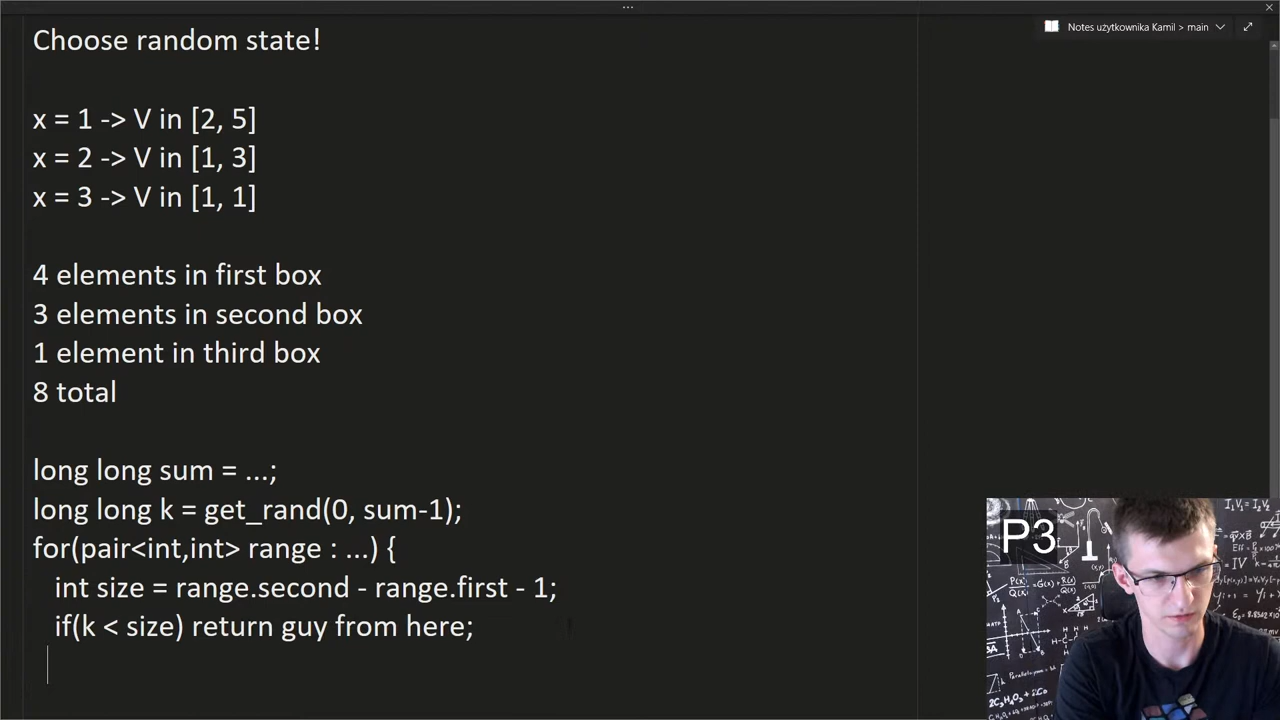 ...
Notes użytkownika Kamil > main
Choose random state!
x = 1 -> V in [2, 5]
x = 2 -> V in [1, 3]
x = 3 -> V in [1, 1]
4 elements in first box
3 elements in second box
1 element in third box
8 total
long long sum = ...;
long long k = get_rand(0, sum-1);
for(pair<int,int> range : ...) {
int size = range.second - range.first - 1;
if(k < size) return guy from here;
P3